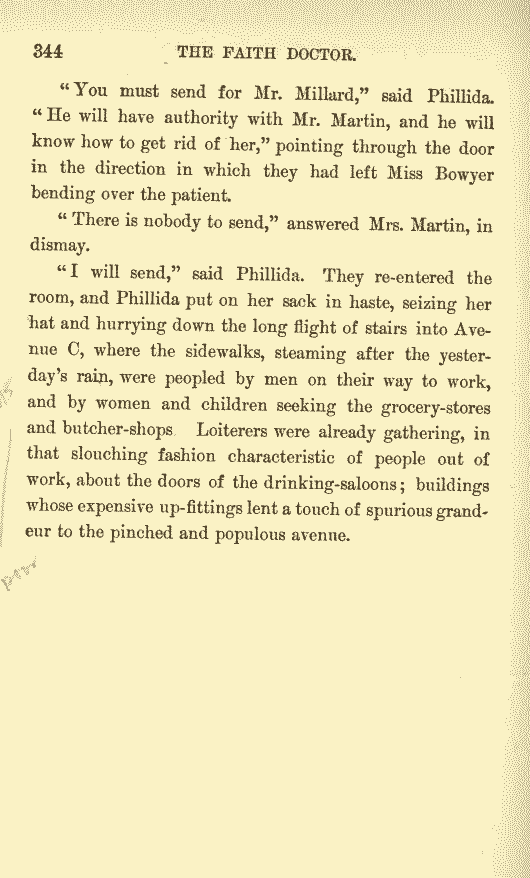 344 THE FAITH DOCTOR.
“You must send for Mr. Millard,” said Phillida.
“He will have authority with Mr. Martin, and he will
know how to get rid of her,” pointing through the door
in the direction in which they had left Miss Bowyer
bending over the patient.
“There is nobody to send,” answered Mrs. Martin, in
dismay.
“I will send,” said Phillida. They re-entered the
room, and Phillida put on her sack in haste, seizing her
hat and hurrying down the long flight of stairs into Ave-
nue C, where the sidewalks, steaming after the yester-
day’s rain, were peopled by men on their way to work,
and by women and children seeking the grocery-stores
and butcher-shops Loiterers were already gathering, in
that slouching fashion characteristic of people out of
work, about the doors of the drinking-saloons; buildings
whose expensive up-fittings lent a touch of spurious grand-
eur to the pinched and populous avenue.